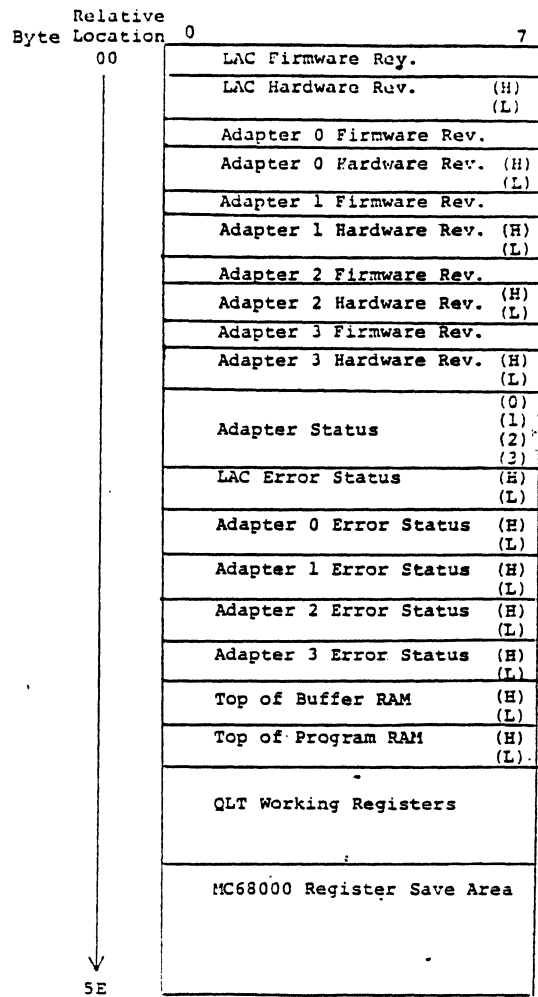 Relative
Byte Location 0 7
00 LAC Firmware Rev.
LAC Hardware Rev. (H)
(L)
Adapter 0 Firmware Rev.
Adapter 0 Hardware Rev. (H)
(L)
Adapter 1 Firmware Rev.
Adapter 1 Hardware Rev. (H)
(L)
Adapter 2 Firmware Rev.
Adapter 2 Hardware Rev. (H)
(L)
Adapter 3 Firmware Rev.
Adapter 3 Hardware Rev. (H)
(L)
(0)
Adapter Status (1)
(2)
(3)
LAC Error Status (H)
(L)
Adapter 0 Error Status (H)
(L)
Adapter 1 Error Status (H)
(L)
Adapter 2 Error Status (H)
(L)
Adapter 3 Error Status (H)
(L)
Top of Buffer RAM (H)
(L)
Top of Program RAM (H)
(L)
QLT Working Registers
MC68000 Register Save Area
5E